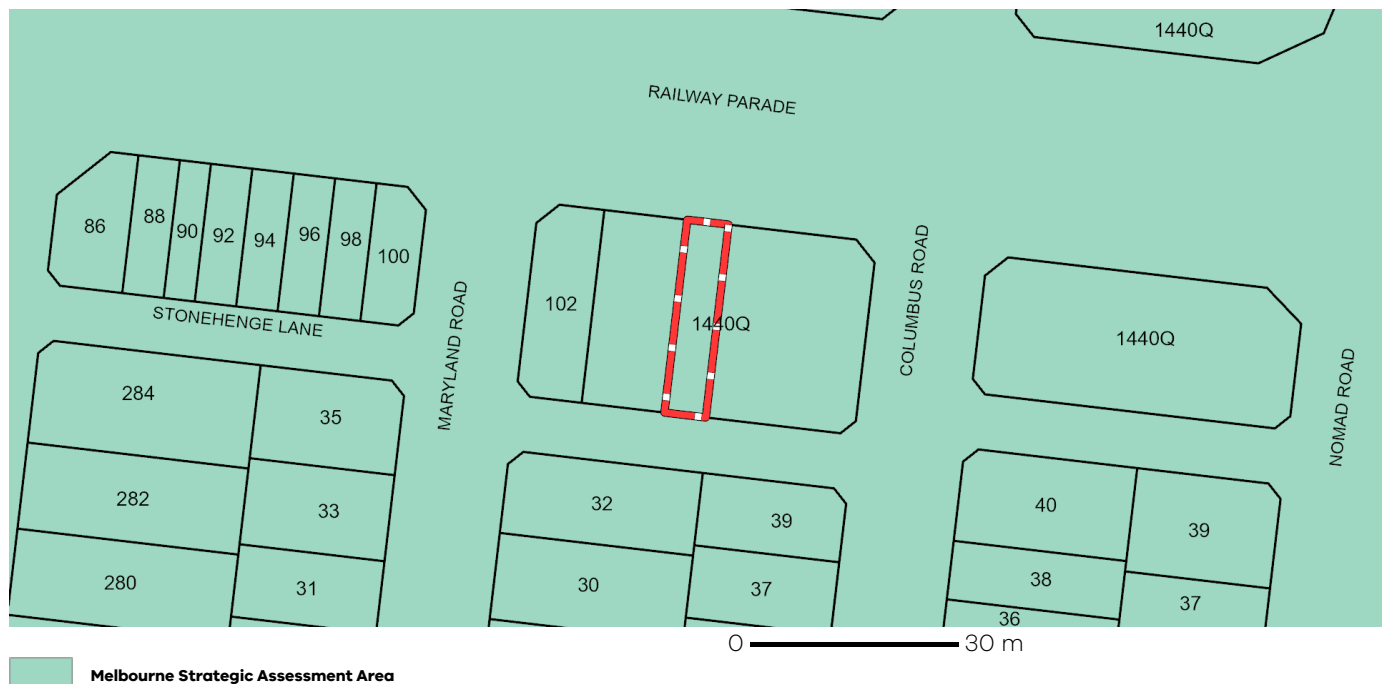 1440Q
RAILWAY PARADE
86
88
90
92
94
96
98
100
STONEHENGE LANE
MARYLAND ROAD
102
1440Q
COLUMBUS ROAD
1440Q
NOMAD ROAD
284
35
282
33
280
31
32
39
30
37
40
39
38
37
36
0 30 m
Melbourne Strategic Assessment Area